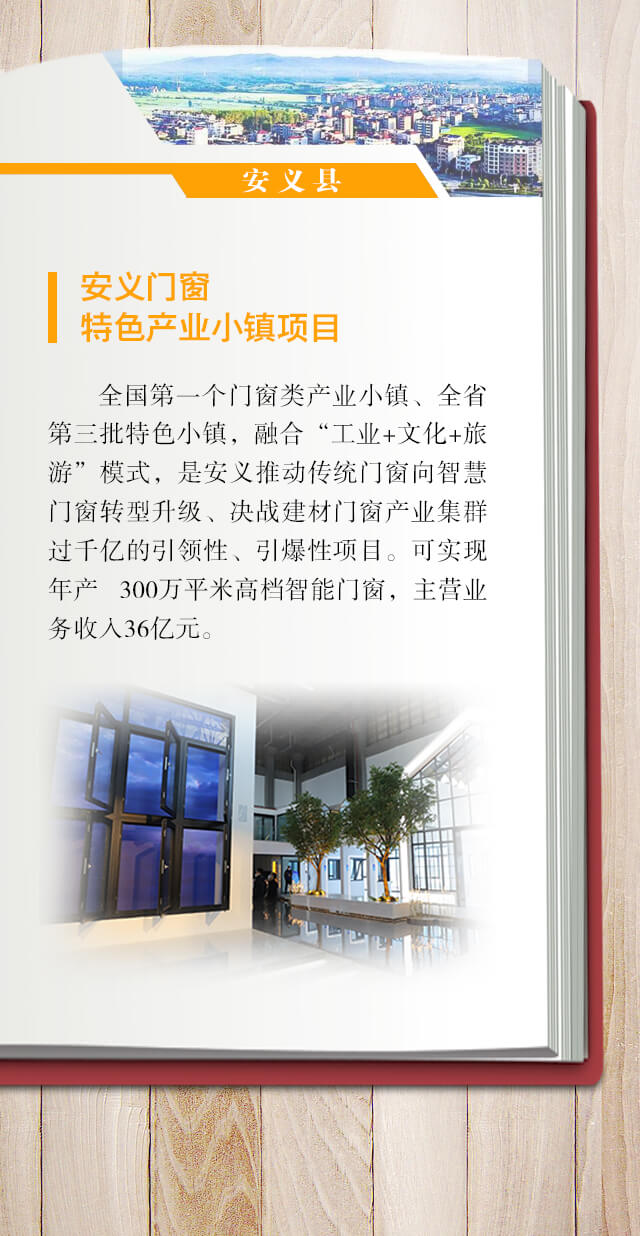 安义县
安义门窗
特色产业小镇项目
全国第一个门窗类产业小镇、全省
第三批特色小镇，融合“工业+文化+旅
游”模式，是安义推动传统门窗向智慧
门窗转型升级、决战建材门窗产业集群
过千亿的引领性、引爆性项目。可实现
年产 300万平米高档智能门窗，主营业
务收入36亿元。